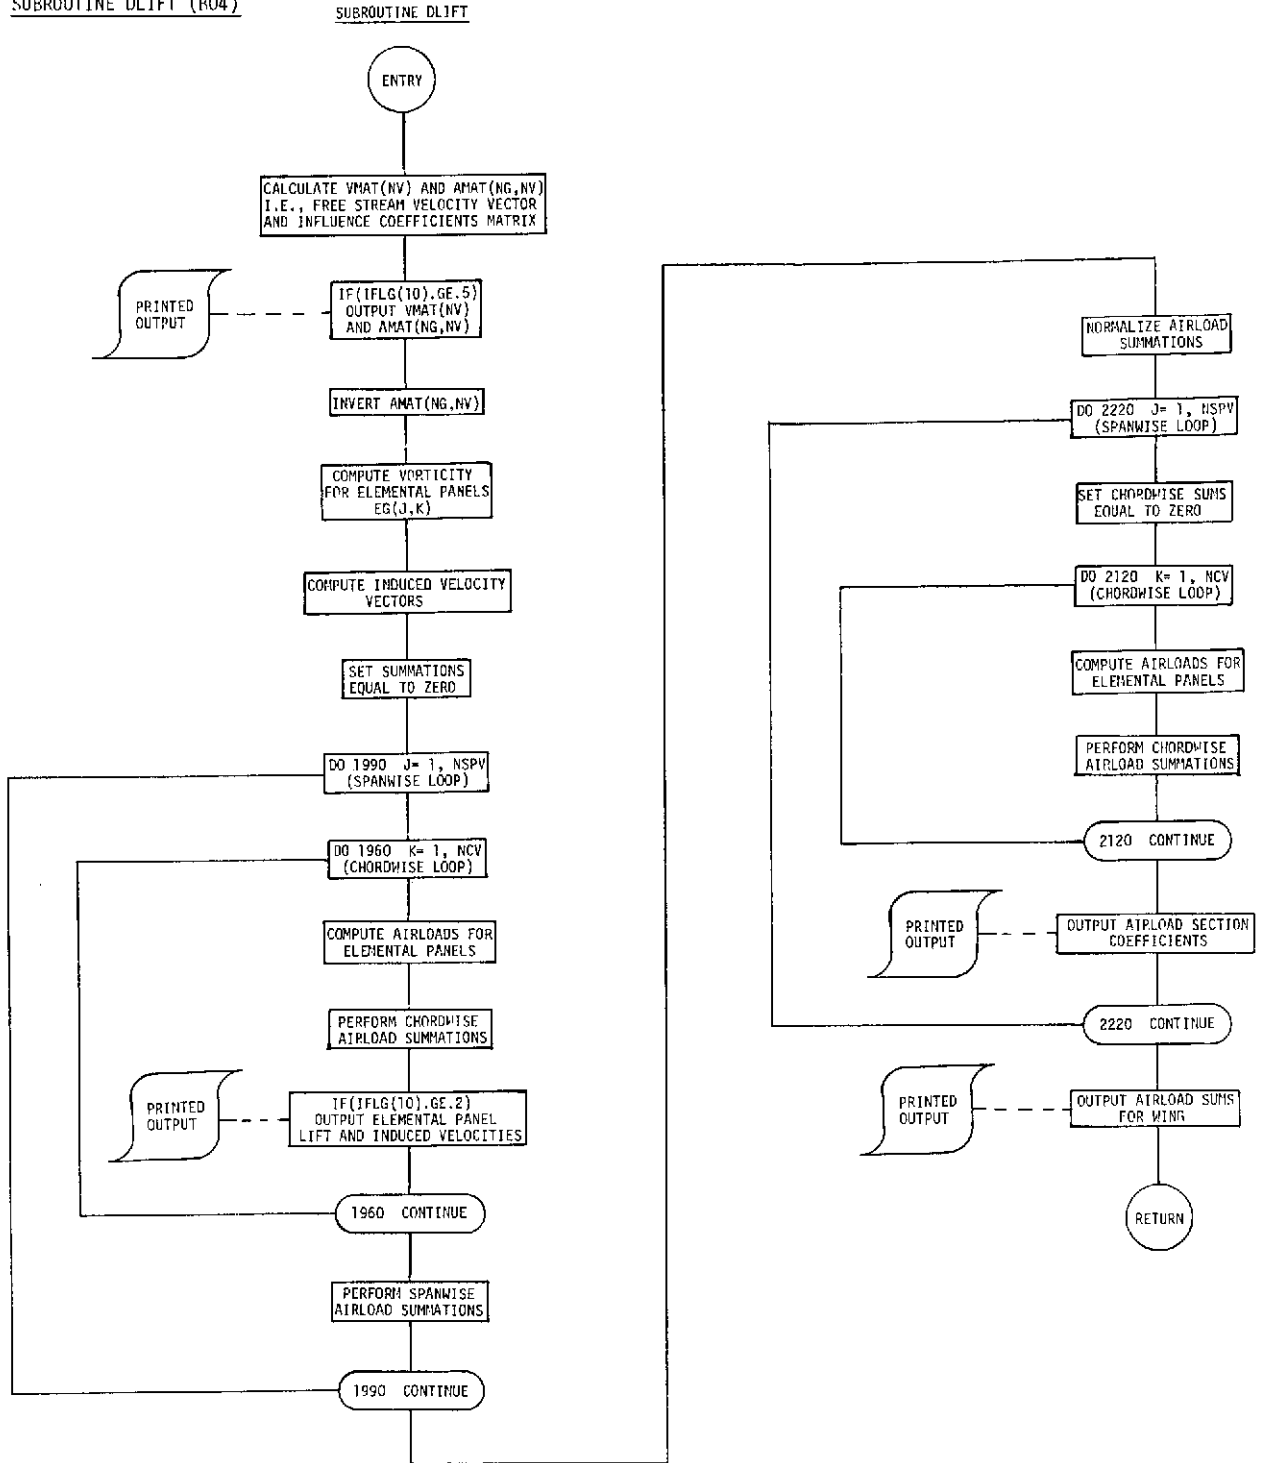 SUBROUTINE DLIFT (R04)
SUBROUTINE DLIFT
ENTRY
CALCULATE VMAT(NV) AND AMAT(NG,NV)
I.E., FREE STREAM VELOCITY VECTOR
AND INFLUENCE COEFFICIENTS MATRIX
PRINTED
OUTPUT
IF(IFLG(10).GE.5)
OUTPUT VMAT(NV)
AND AMAT(NG,NV)
INVERT AMAT(NG,NV)
COMPUTE VORTICITY
FOR ELEMENTAL PANELS
EG(J,K)
COMPUTE INDUCED VELOCITY
VECTORS
SET SUMMATIONS
EQUAL TO ZERO
DO 1990 J= 1, NSPV
(SPANWISE LOOP)
DO 1960 K= 1, NCV
(CHORDWISE LOOP)
COMPUTE AIRLOADS FOR
ELEMENTAL PANELS
PERFORM CHORDWISE
AIRLOAD SUMMATIONS
PRINTED
OUTPUT
IF(IFLG(10).GE.2)
OUTPUT ELEMENTAL PANEL
LIFT AND INDUCED VELOCITIES
1960 CONTINUE
PERFORM SPANWISE
AIRLOAD SUMMATIONS
1990 CONTINUE
NORMALIZE AIRLOAD
SUMMATIONS
DO 2220 J= 1, NSPV
(SPANWISE LOOP)
SET CHORDWISE SUMS
EQUAL TO ZERO
DO 2120 K= 1, NCV
(CHORDWISE LOOP)
COMPUTE AIRLOADS FOR
ELEMENTAL PANELS
PERFORM CHORDWISE
AIRLOAD SUMMATIONS
2120 CONTINUE
PRINTED
OUTPUT
OUTPUT AIRLOAD SECTION
COEFFICIENTS
2220 CONTINUE
PRINTED
OUTPUT
OUTPUT AIRLOAD SUMS
FOR WING
RETURN